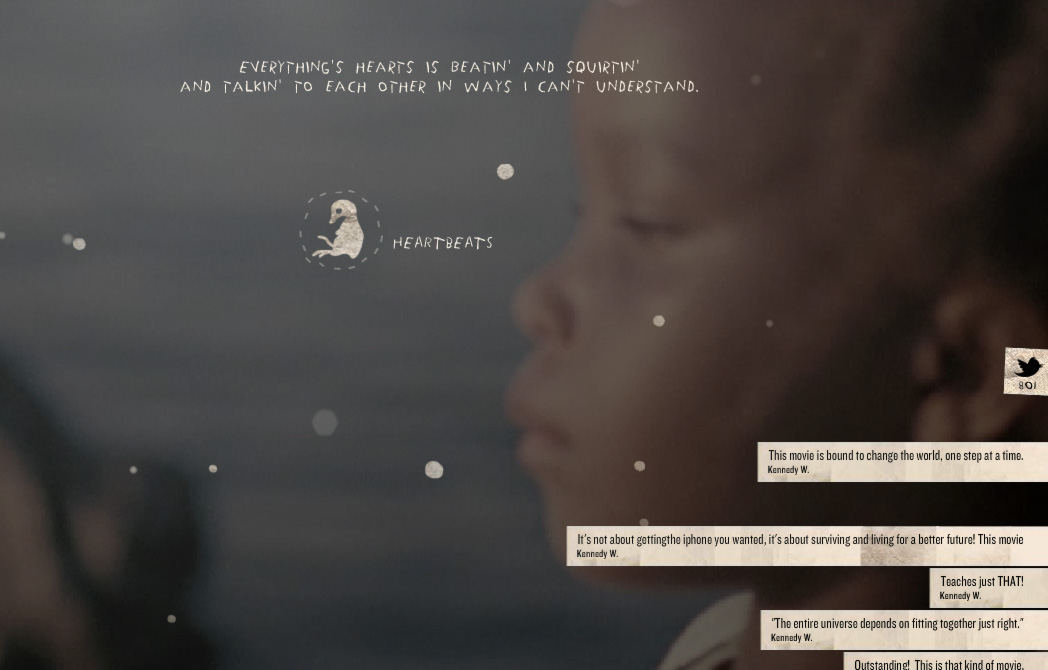 EVERYTHING'S HEARTS IS BEATIN' AND SQUIRTIN'
AND TALKIN' TO EACH OTHER IN WAYS I CAN'T UNDERSTAND.
HEARTBEATS
801
This movie is bound to change the world, one step at a time.
Kennedy W.
It's not about gettingthe iphone you wanted, it's about surviving and living for a better future! This movie
Kennedy W.
Teaches just THAT!
Kennedy W.
"The entire universe depends on fitting together just right."
Kennedy W.
Outstanding! This is that kind of movie.